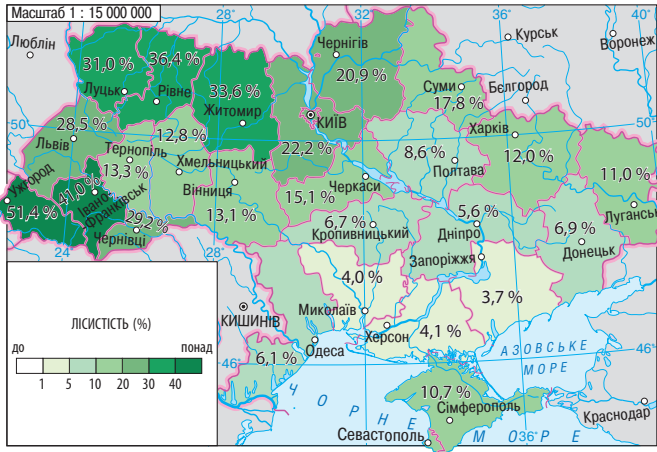 Масштаб 1 : 15 000 000
28
32
36
40
Люблін
Курськ
Воронеж
Чернігів
31,0 %
36,4 %
33,6 %
20,9 %
Луцьк
Рівне
Житомир
КИЇВ
Суми
17,8 %
Бєлгород
50
50
28,5 %
Львів
12,8 %
Тернопіль
13,3 %
Хмельницький
22,2 %
8,6 %
Полтава
Харків
12,0 %
11,0 %
Луганськ
Ужгород
51,4 %
41,0 %
Івано-
Франківськ
29,2 %
Чернівці
24
Вінниця
13,1 %
Черкаси
15,1 %
6,7 %
Кропивницький
5,6 %
Дніпро
Запоріжжя
6,9 %
Донецьк
4,0 %
3,7 %
Миколаїв
Херсон
4,1 %
КИШИНІВ
Одеса
6,1 %
46
46
АЗОВСЬКЕ
МОРЕ
10,7 %
Сімферополь
Севастополь
Краснодар
ЧОРНЕ
МОРЕ
36°
ЛІСИСТІСТЬ (%)
до
понад
1 5 10 20 30 40